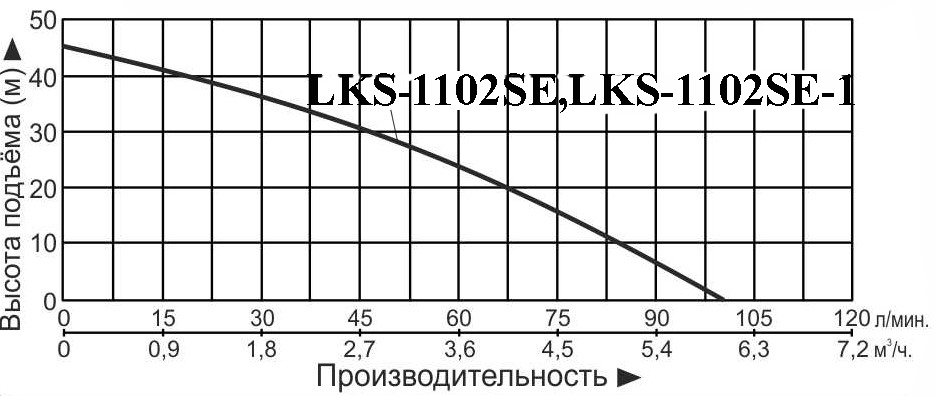 50
40
LKS-1102SE,LKS-1102SE-1
30
20
10
0
Высота подъёма (м)
0 15 30 45 60 75 90 105 120 л/мин.
0 0,9 1,8 2,7 3,6 4,5 5,4 6,3 7,2 м³/ч.
Производительность